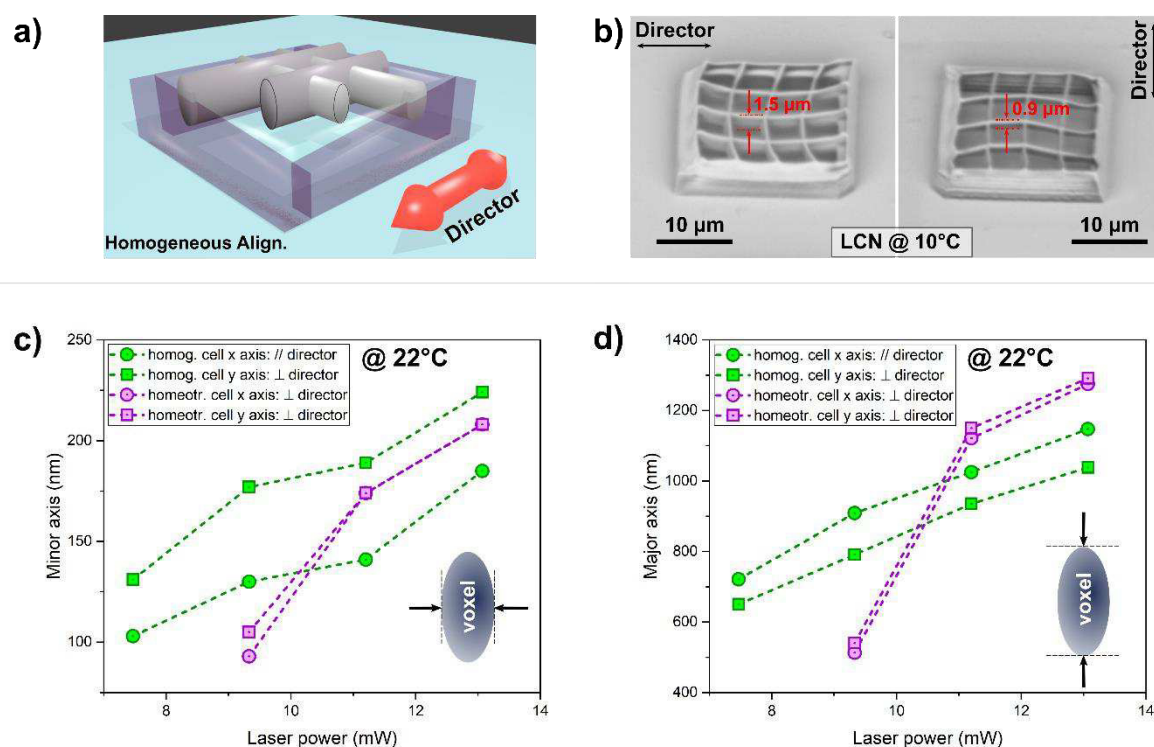 a)
Homogeneous Align.
Director
b)
Director
Director
1.5 µm
0.9 µm
10 µm
10 µm
LCN @ 10°C
c)
@ 22°C
homog. cell x axis: // director
homog. cell y axis: ⊥ director
homeotr. cell x axis: ⊥ director
homeotr. cell y axis: ⊥ director
Minor axis (nm)
250
200
150
100
8
10
12
14
Laser power (mW)
voxel
d)
@ 22°C
homog. cell x axis: // director
homog. cell y axis: ⊥ director
homeotr. cell x axis: ⊥ director
homeotr. cell y axis: ⊥ director
Major axis (nm)
1400
1200
1000
800
600
400
8
10
12
14
Laser power (mW)
voxel